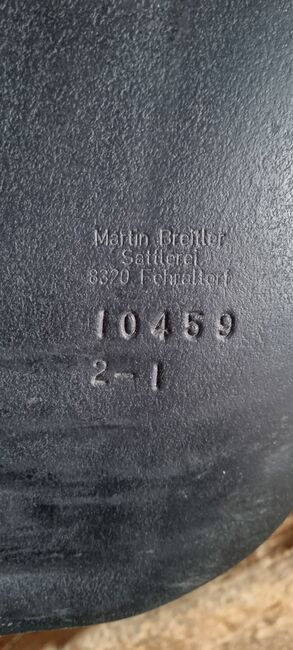 Martin Breitler
Sattlerei
8320 Fehraltorf
10459
2-1